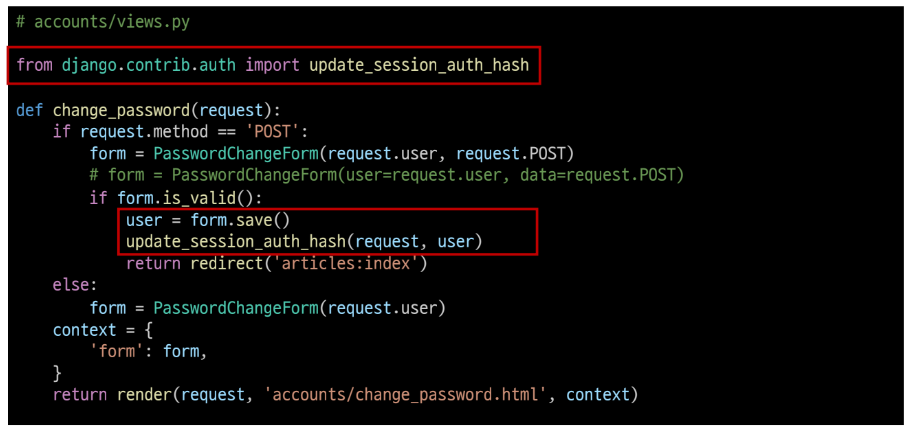 # accounts/views.py
from django.contrib.auth import update_session_auth_hash
def change_password(request):
    if request.method == 'POST':
        form = PasswordChangeForm(request.user, request.POST)
        # form = PasswordChangeForm(user=request.user, data=request.POST)
        if form.is_valid():
            user = form.save()
            update_session_auth_hash(request, user)
            return redirect('articles:index')
    else:
        form = PasswordChangeForm(request.user)
    context = {
        'form': form,
    }
    return render(request, 'accounts/change_password.html', context)